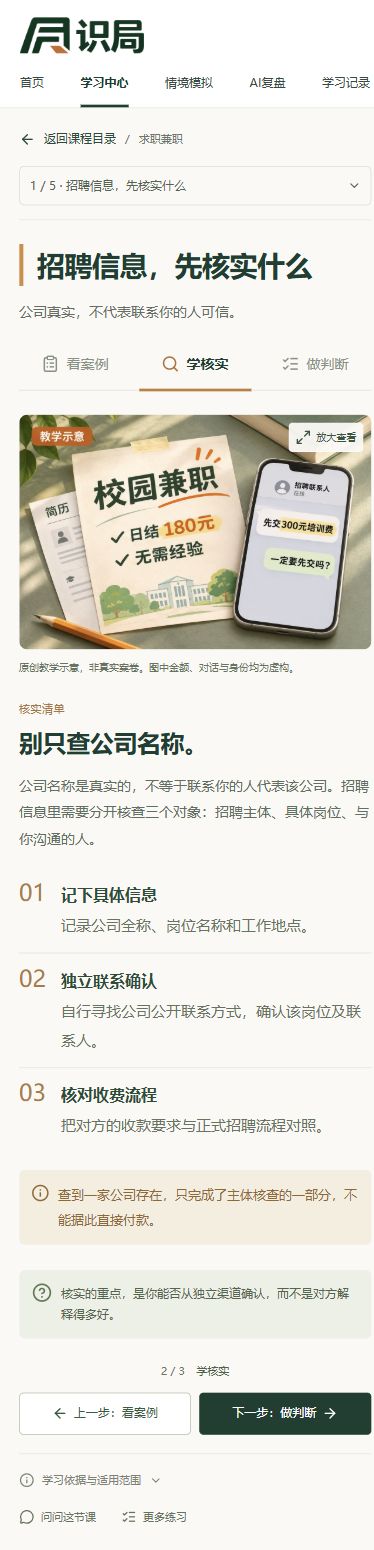 识局
首页 学习中心 情境模拟 AI复盘 学习记录
返回课程目录 / 求职兼职
1 / 5 · 招聘信息，先核实什么
招聘信息，先核实什么
公司真实，不代表联系你的人可信。
看案例 学核实 做判断
教学示意
放大查看
简历
校园兼职
日结 180元
无需经验
招聘联系人
在线
先交300元培训费
一定要先交吗？
原创教学示意，非真实案卷。图中金额、对话与身份均为虚构。
核实清单
别只查公司名称。
公司名称是真实的，不等于联系你的人代表该公司。招聘
信息里需要分开核查三个对象：招聘主体、具体岗位、与
你沟通的人。
01 记下具体信息
记录公司全称、岗位名称和工作地点。
02 独立联系确认
自行寻找公司公开联系方式，确认该岗位及联
系人。
03 核对收费流程
把对方的收款要求与正式招聘流程对照。
查到一家公司存在，只完成了主体核查的一部分，不
能据此直接付款。
核实的重点，是你能否从独立渠道确认，而不是对方解
释得多好。
2 / 3 学核实
上一步：看案例 下一步：做判断
学习依据与适用范围
问问这节课 更多练习